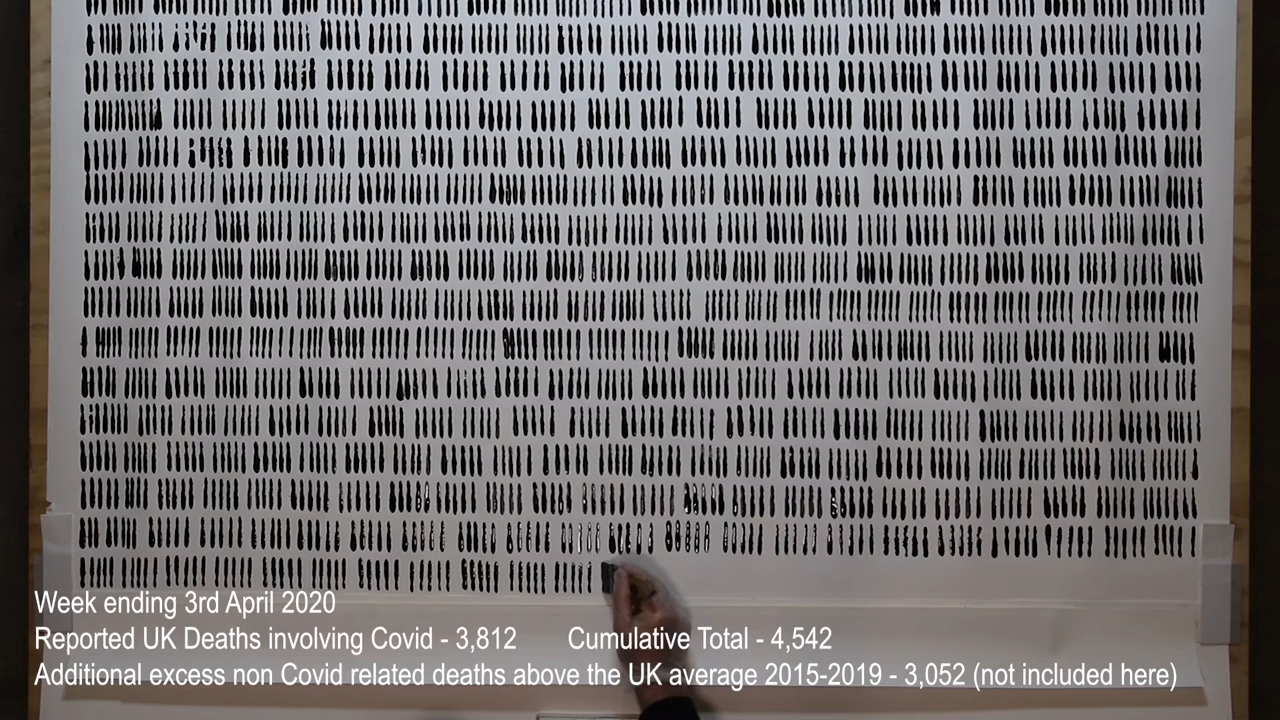 Week ending 3rd April 2020
Reported UK Deaths involving Covid - 3,812 Cumulative Total - 4,542
Additional excess non Covid related deaths above the UK average 2015-2019 - 3,052 (not included here)